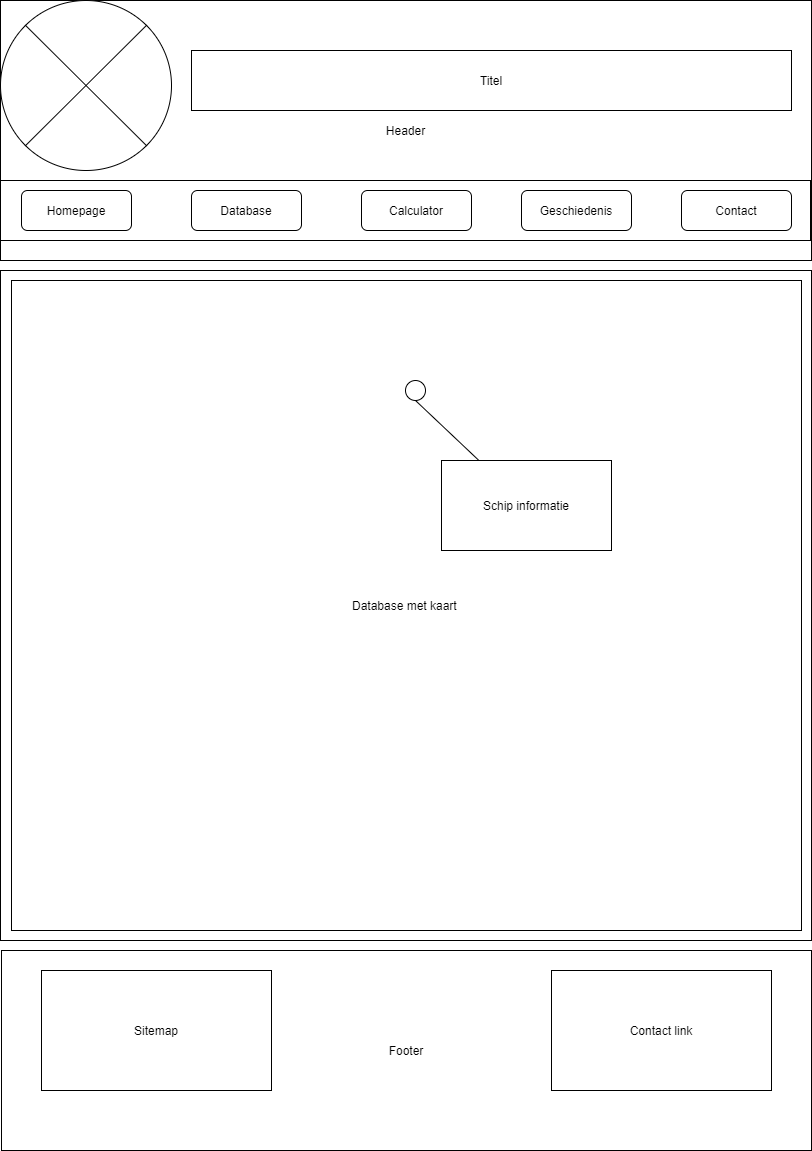 Titel
Header
Homepage
Database
Calculator
Geschiedenis
Contact
Schip informatie
Database met kaart
Sitemap
Contact link
Footer